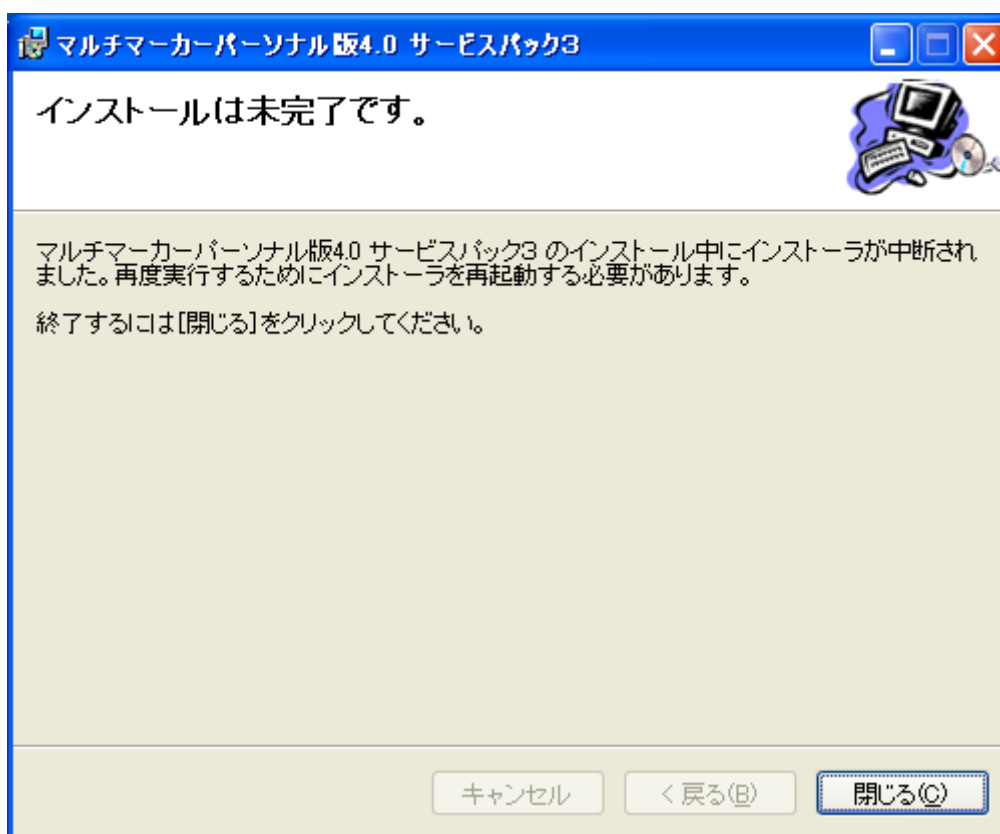 マルチマーカーパーソナル版4.0 サービスパック3
インストールは未完了です。
マルチマーカーパーソナル版4.0 サービスパック3 のインストール中にインストーラが中断され
ました。再度実行するためにインストーラを再起動する必要があります。
終了するには[閉じる]をクリックしてください。
キャンセル
< 戻る(B)
閉じる(C)